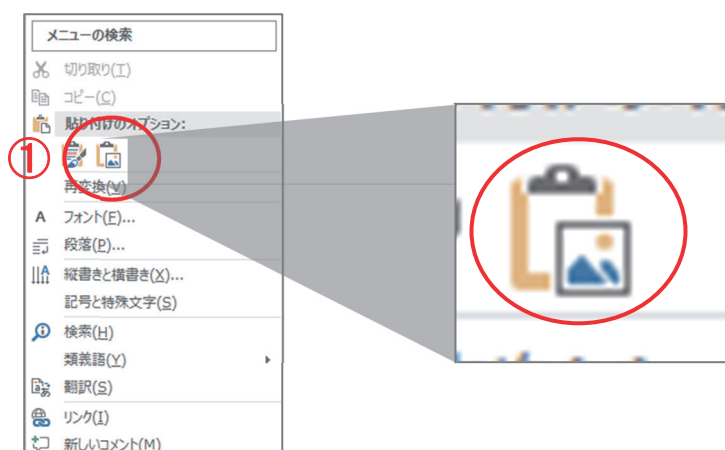 メニューの検索
切り取り(T)
コピー(C)
貼り付けのオプション:
①
再変換(V)
A フォント(F)...
段落(P)...
A 縦書きと横書き(X)...
記号と特殊文字(S)
検索(H)
類義語(Y)
翻訳(S)
リンク(I)
新しいコメント(M)